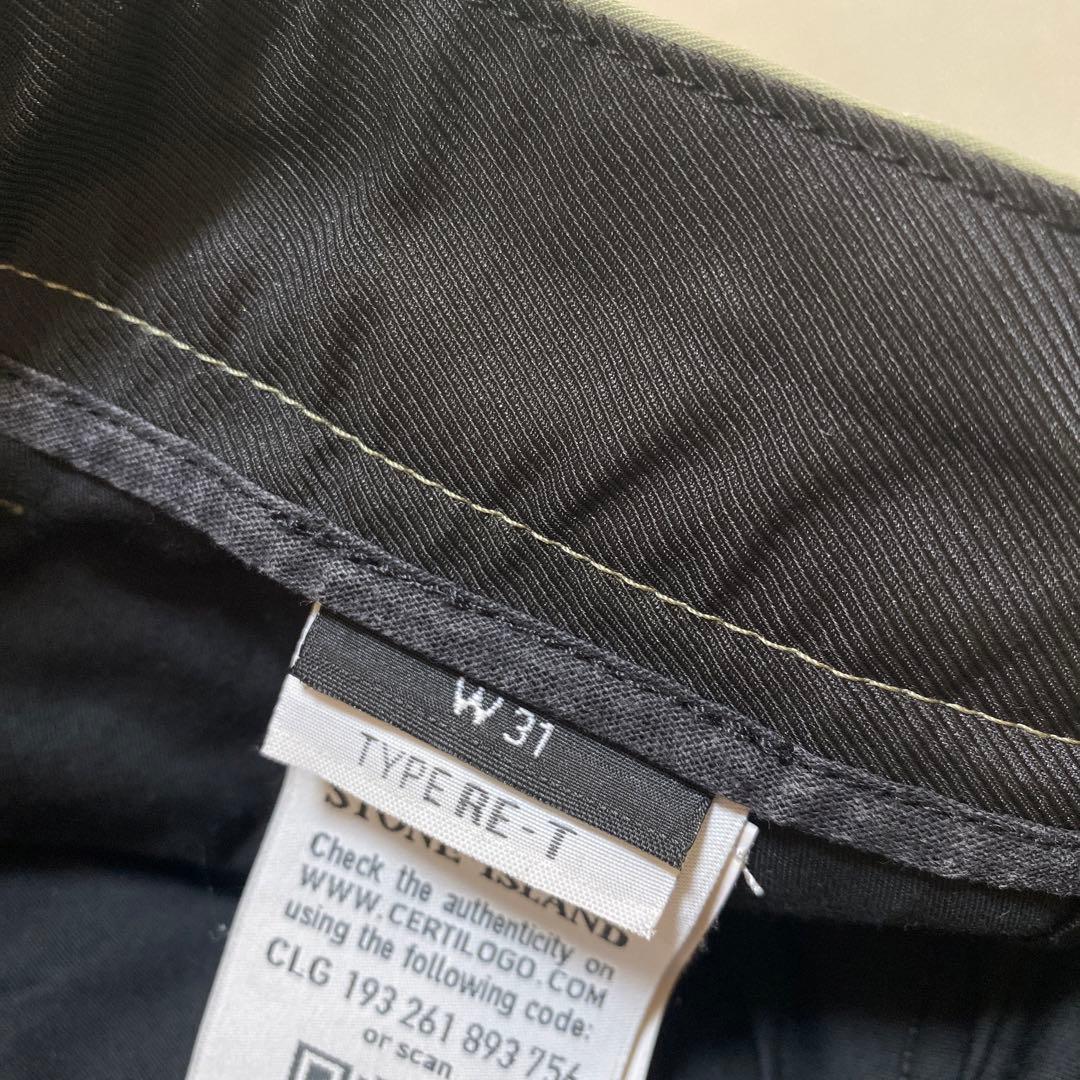 W 31
TYPE RE-T
STONE ISLAND
Check the authenticity on
WWW.CERTILOGO.COM
using the following code:
CLG 193 261 893 756
or scan